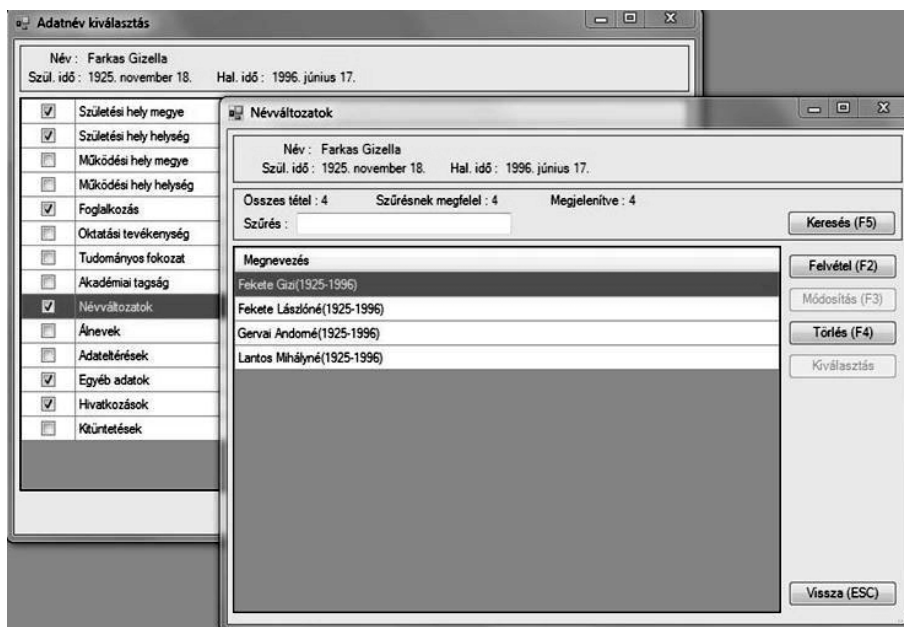 Adatnév kiválasztás
Név : Farkas Gizella
Szül. idő : 1925. november 18. Hal. idő : 1996. június 17.
Születési hely megye
Születési hely helység
Működési hely megye
Működési hely helység
Foglalkozás
Oktatási tevékenység
Tudományos fokozat
Akadémiai tagság
Névváltozatok
Álnevek
Adateltérések
Egyéb adatok
Hivatkozások
Kitüntetések
Névváltozatok
Név : Farkas Gizella
Szül. idő : 1925. november 18. Hal. idő : 1996. június 17.
Összes tétel : 4 Szűrésnek megfelel : 4 Megjelenítve : 4
Szűrés :
Keresés (F5)
Megnevezés
Fekete Gizi(1925-1996)
Fekete Lászlóné(1925-1996)
Gervai Andorné(1925-1996)
Lantos Mihályné(1925-1996)
Felvétel (F2)
Módosítás (F3)
Törlés (F4)
Kiválasztás
Vissza (ESC)